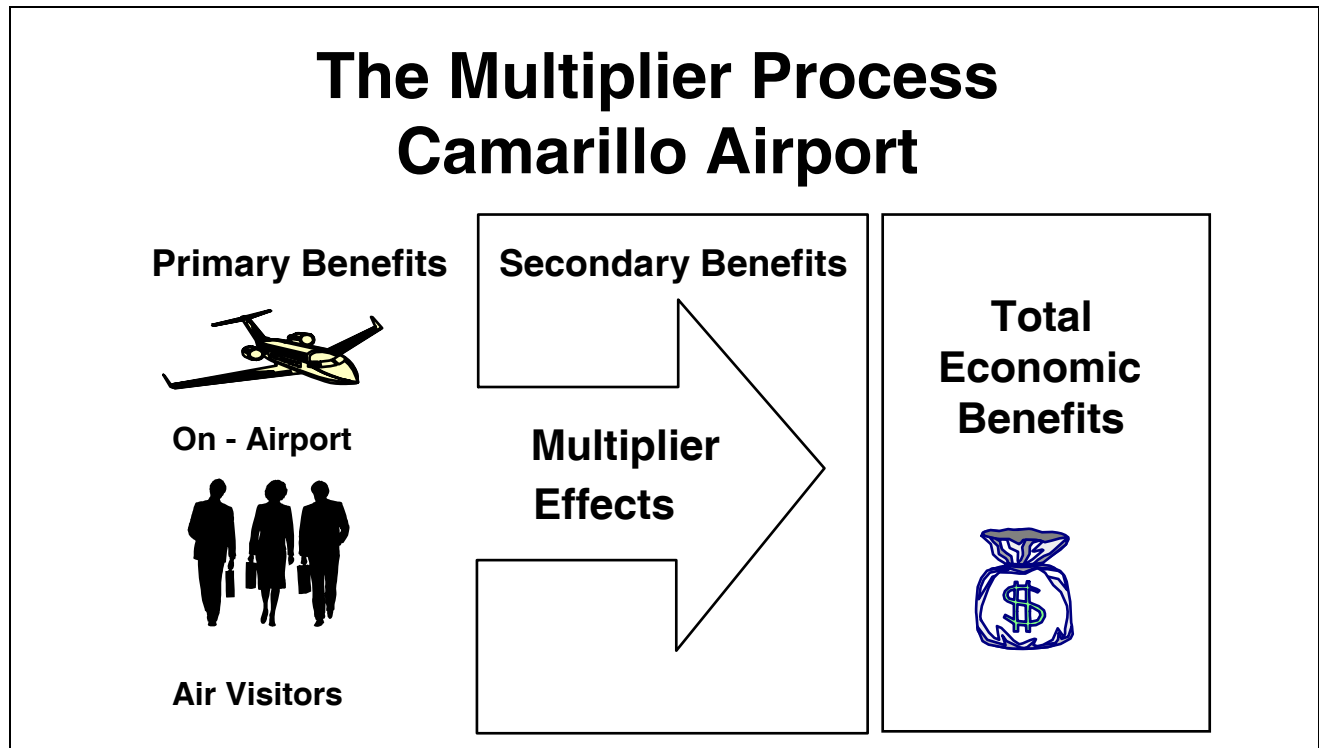 The Multiplier Process
Camarillo Airport
Primary Benefits
On - Airport
Air Visitors
Secondary Benefits
Multiplier
Effects
Total
Economic
Benefits
$